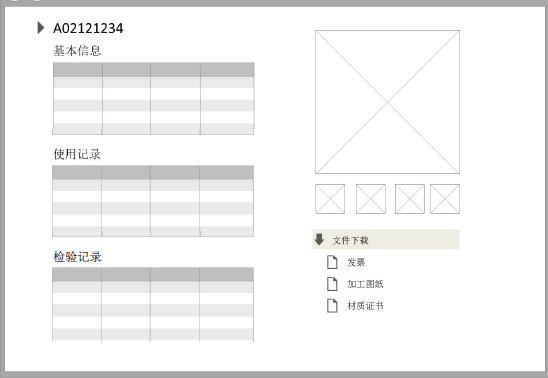 A02121234
基本信息
使用记录
检验记录
文件下载
发票
加工图纸
材质证书